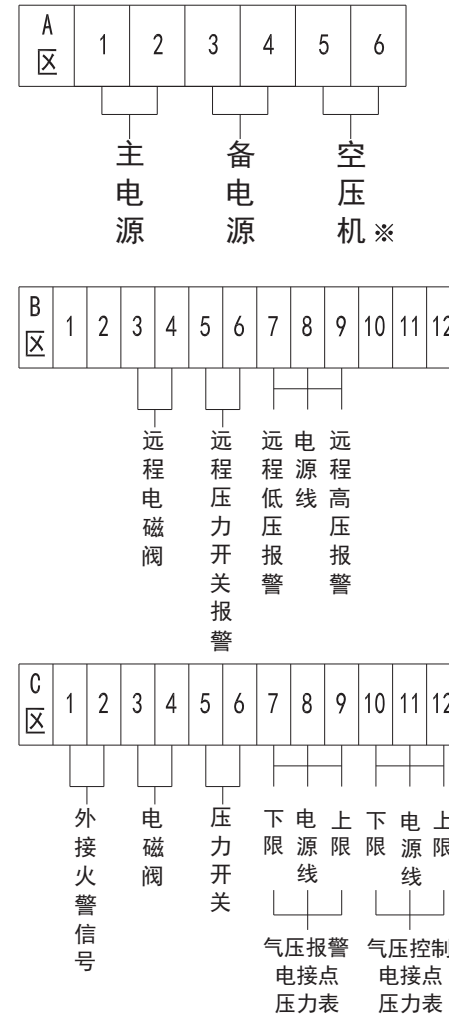 A区 1 2 3 4 5 6
主电源
备电源
空压机※
B区 1 2 3 4 5 6 7 8 9 10 11 12
远程电磁阀
远程压力开关报警
远程低压报警
电源线
远程高压报警
C区 1 2 3 4 5 6 7 8 9 10 11 12
外接火警信号
电磁阀
压力开关
下限
电源线
上限
下限
电源线
上限
气压报警
电接点
压力表
气压控制
电接点
压力表